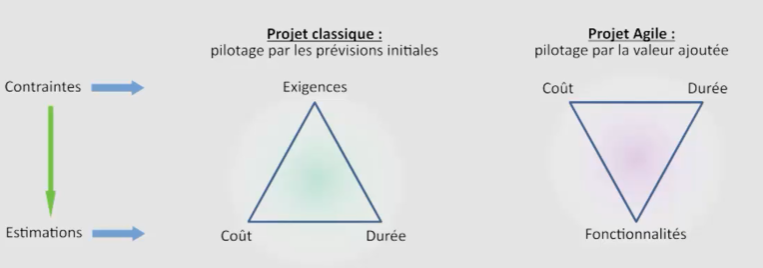 Projet classique :
pilotage par les prévisions initiales
Projet Agile :
pilotage par la valeur ajoutée
Contraintes
Exigences
Coût
Durée
Estimations
Coût
Durée
Fonctionnalités